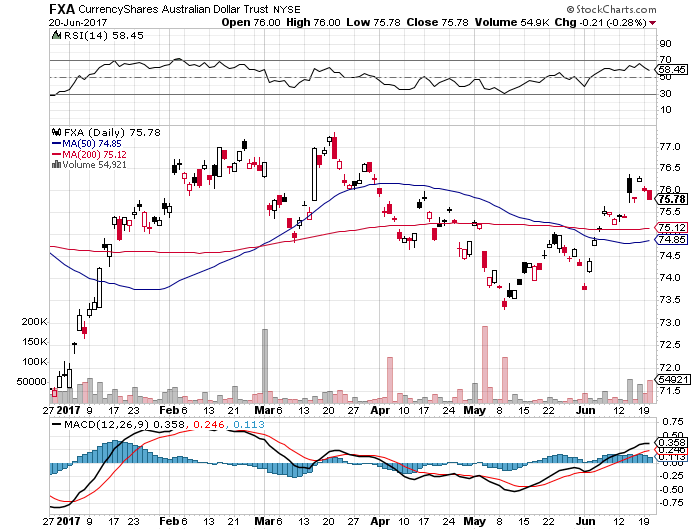 FXA CurrencyShares Australian Dollar Trust NYSE © StockCharts.com
20-Jun-2017 Open 76.00 High 76.00 Low 75.78 Close 75.78 Volume 54.9K Chg -0.21 (-0.28%)
RSI(14) 58.45
90
70
58.45
50
30
10
FXA (Daily) 75.78
MA(50) 74.85
MA(200) 75.12
Volume 54,921
77.0
76.5
76.0
75.78
75.5
75.12
74.85
74.5
74.0
73.5
73.0
72.5
72.0
71.5
200K
150K
100K
50000
54921
27 2017 9 17 23 Feb 6 13 21 Mar 6 13 20 27 Apr 10 17 24 May 8 15 22 Jun 12 19
MACD(12,26,9) 0.358, 0.246, 0.113
0.75
0.50
0.358
0.246
0.113
0.00
-0.25
-0.50
-0.75
27 2017 9 17 23 Feb 6 13 21 Mar 6 13 20 27 Apr 10 17 24 May 8 15 22 Jun 12 19